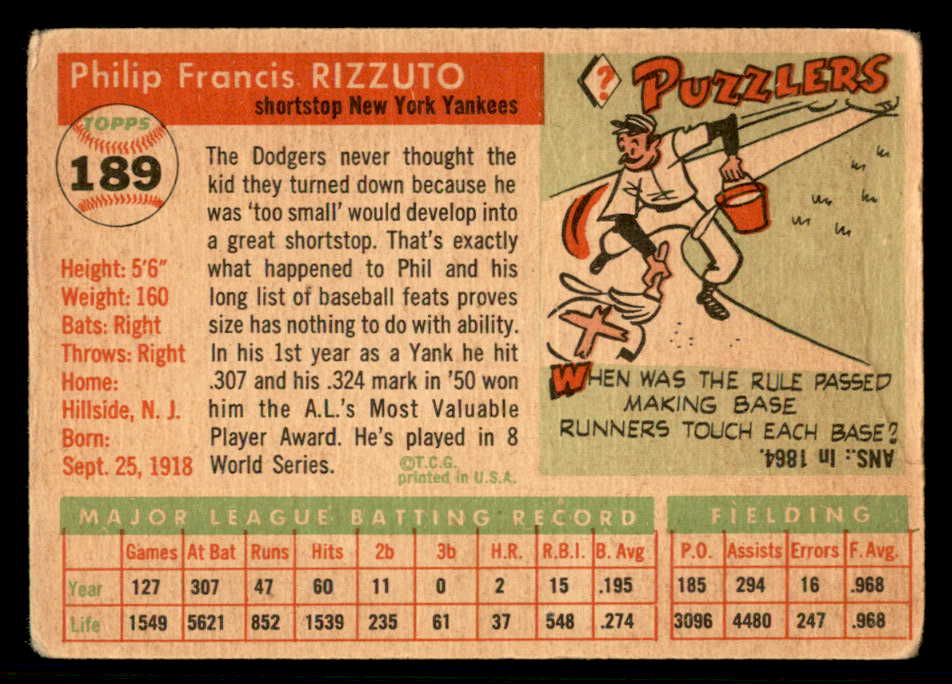 Philip Francis RIZZUTO
shortstop New York Yankees
TOPPS
189
Height: 5'6"
Weight: 160
Bats: Right
Throws: Right
Home:
Hillside, N. J.
Born:
Sept. 25, 1918
The Dodgers never thought the
kid they turned down because he
was 'too small' would develop into
a great shortstop. That's exactly
what happened to Phil and his
long list of baseball feats proves
size has nothing to do with ability.
In his 1st year as a Yank he hit
.307 and his .324 mark in '50 won
him the A.L.'s Most Valuable
Player Award. He's played in 8
World Series.
©T.C.G.
printed in U.S.A.
? PUZZLERS
WHEN WAS THE RULE PASSED
MAKING BASE
RUNNERS TOUCH EACH BASE?
ANS.: In 1864.
MAJOR LEAGUE BATTING RECORD
Games At Bat Runs Hits 2b 3b H.R. R.B.I. B. Avg
Year 127 307 47 60 11 0 2 15 .195
Life 1549 5621 852 1539 235 61 37 548 .274
FIELDING
P.O. Assists Errors F. Avg.
185 294 16 .968
3096 4480 247 .968